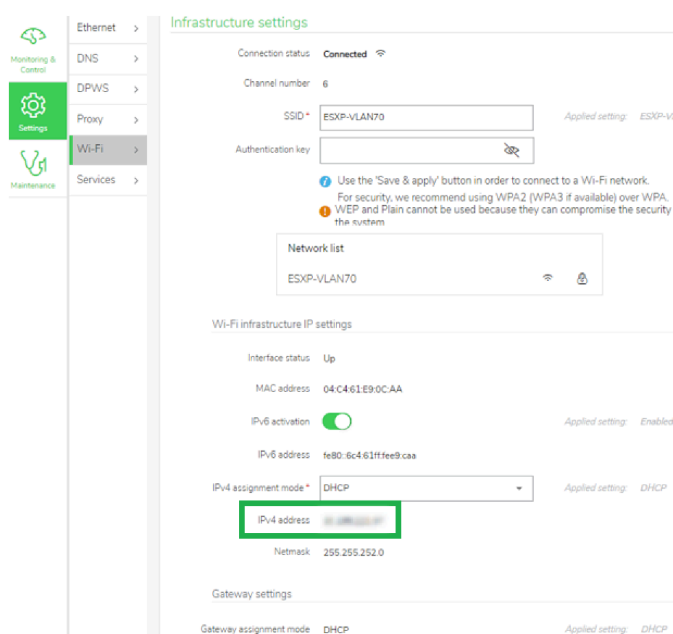 Infrastructure settings
Ethernet
Monitoring & Control
DNS
DPWS
Settings
Proxy
Wi-Fi
Maintenance
Services
Connection status Connected
Channel number 6
SSID * ESXP-VLAN70 Applied setting: ESXP-VL
Authentication key
Use the 'Save & apply' button in order to connect to a Wi-Fi network.
For security, we recommend using WPA2 (WPA3 if available) over WPA.
WEP and Plain cannot be used because they can compromise the security
the system
Network list
ESXP-VLAN70
Wi-Fi infrastructure IP settings
Interface status Up
MAC address 04:C4:61:E9:0C:AA
IPv6 activation Applied setting: Enabled
IPv6 address fe80::6c4:61ff:fee9:caa
IPv4 assignment mode * DHCP Applied setting: DHCP
IPv4 address
Netmask 255.255.252.0
Gateway settings
Gateway assignment mode DHCP Applied setting: DHCP